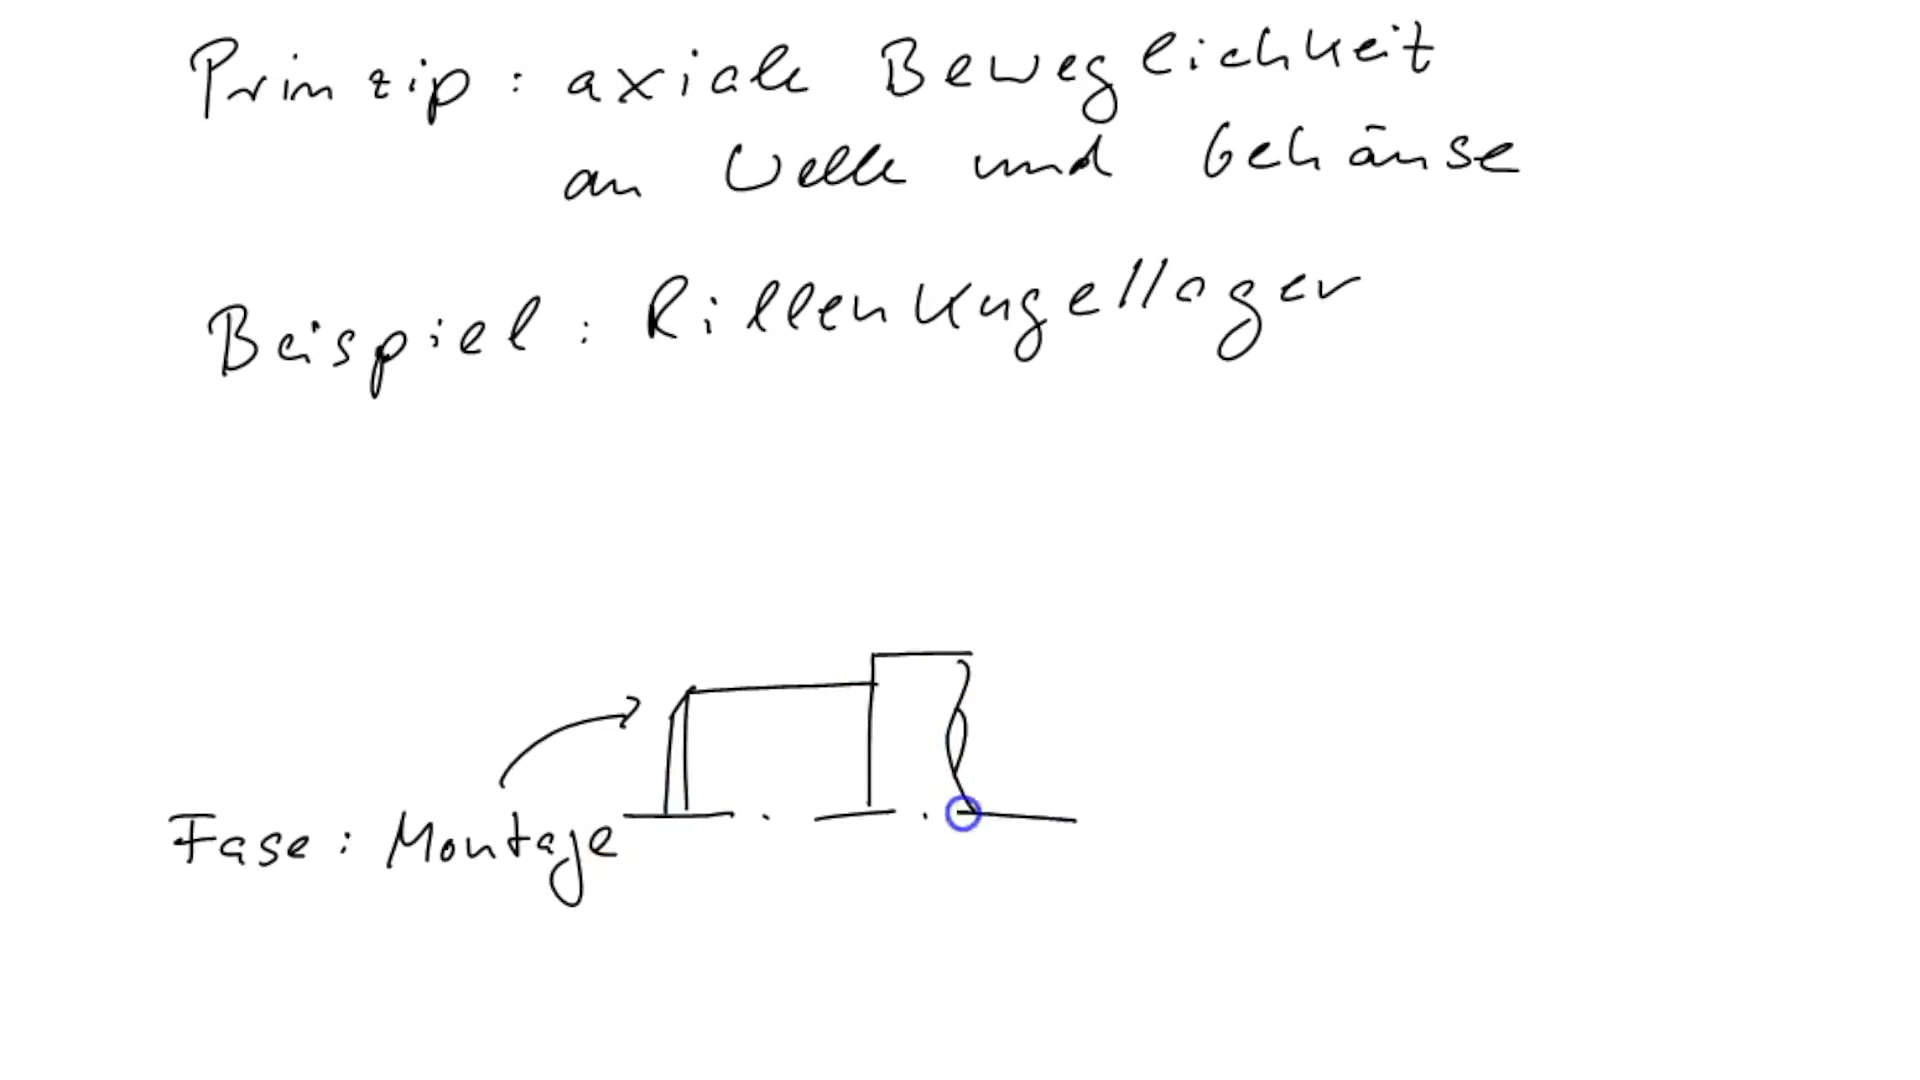 Prinzip: axiale Beweglichkeit
an Welle und Gehäuse
Beispiel: Rillenkugellager
Fase: Montage